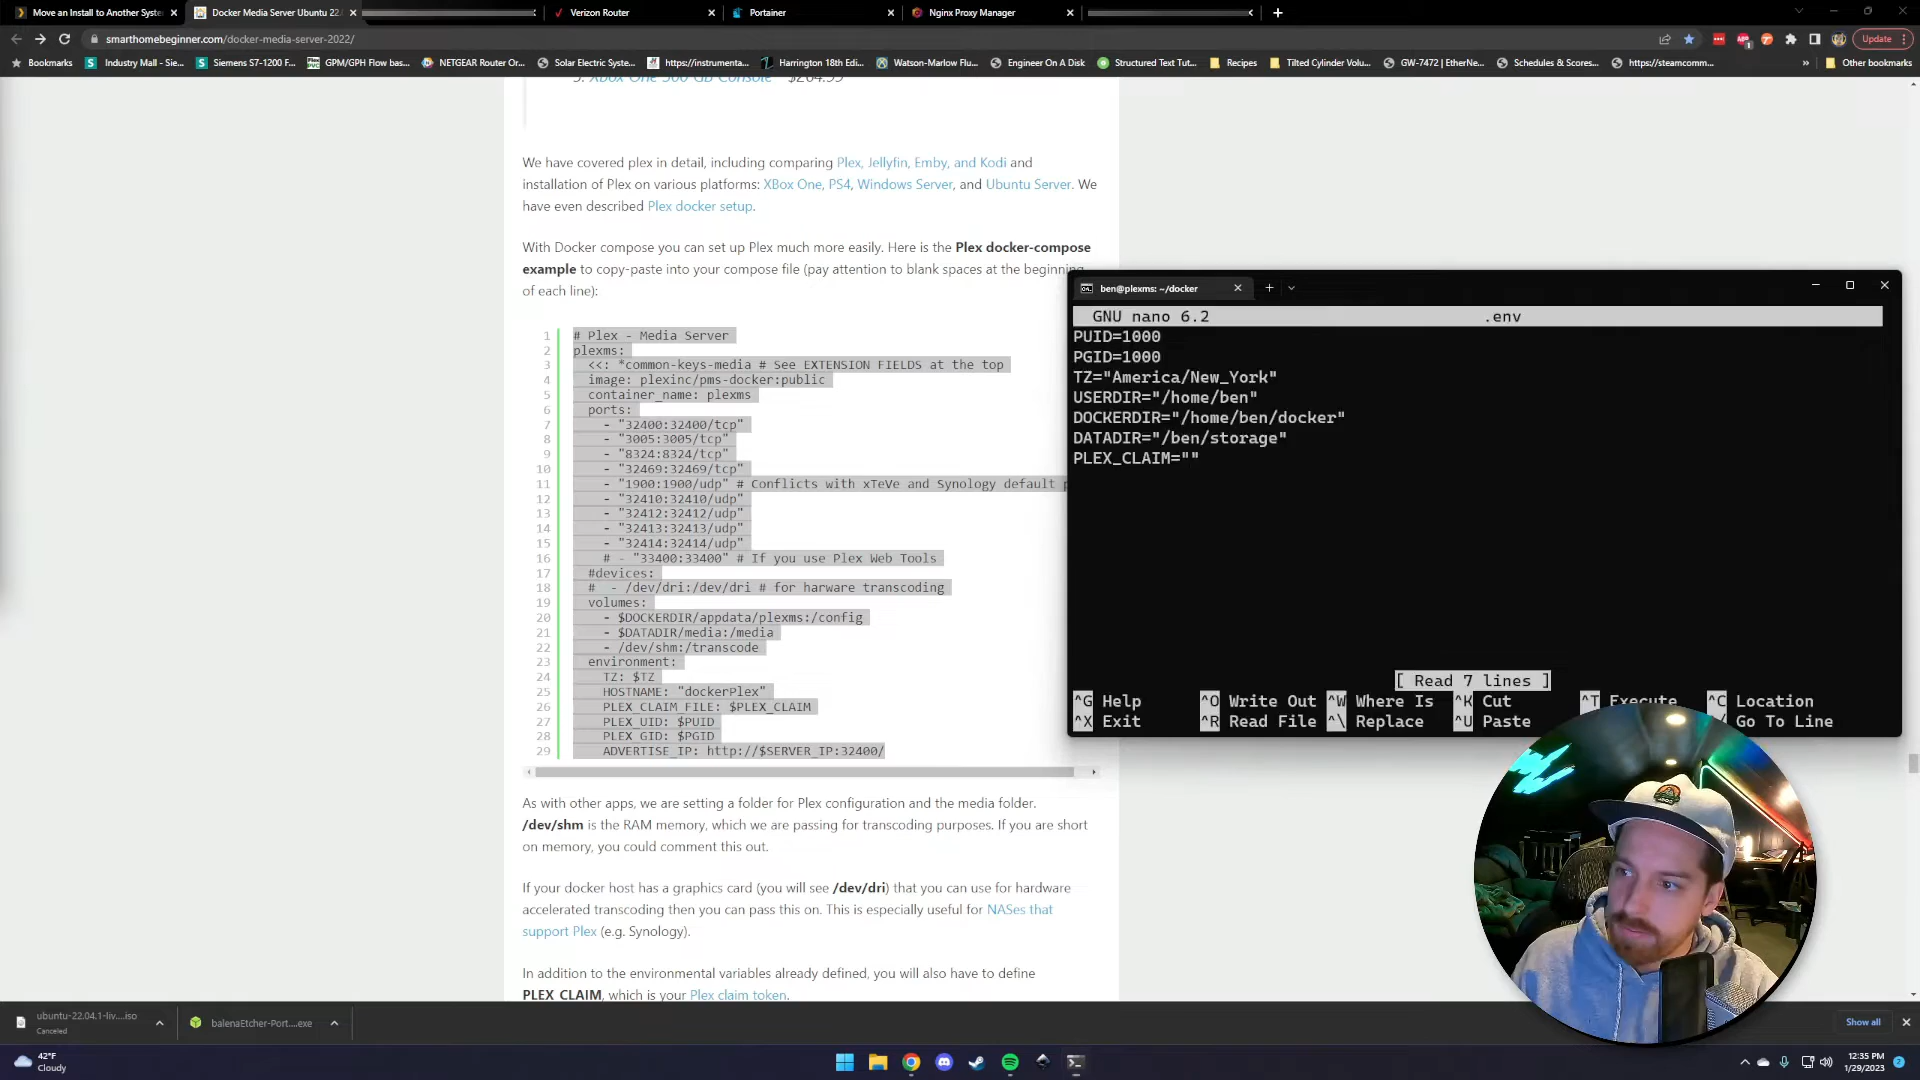 Move an Install to Another Syste
Docker Media Server Ubuntu 22.
Verizon Router
Portainer
Nginx Proxy Manager
smarthomebeginner.com/docker-media-server-2022/
Update
Bookmarks
Industry Mall - Sie...
Siemens S7-1200 F...
GPM/GPH Flow bas...
NETGEAR Router Or...
Solar Electric Syste...
https://instrumenta...
Harrington 18th Edi...
Watson-Marlow Flu...
Engineer On A Disk
Structured Text Tut...
Recipes
Tilted Cylinder Volu...
GW-7472 | EtherNe...
Schedules & Scores...
https://steamcomm...
Other bookmarks
5. Xbox One 500 GB Console - $264.99
We have covered plex in detail, including comparing Plex, Jellyfin, Emby, and Kodi and
installation of Plex on various platforms: XBox One, PS4, Windows Server, and Ubuntu Server. We
have even described Plex docker setup.
With Docker compose you can set up Plex much more easily. Here is the Plex docker-compose
example to copy-paste into your compose file (pay attention to blank spaces at the beginning
of each line):
1 # Plex - Media Server
2 plexms:
3 <<: *common-keys-media # See EXTENSION FIELDS at the top
4 image: plexinc/pms-docker:public
5 container_name: plexms
6 ports:
7 - "32400:32400/tcp"
8 - "3005:3005/tcp"
9 - "8324:8324/tcp"
10 - "32469:32469/tcp"
11 - "1900:1900/udp" # Conflicts with xTeVe and Synology default p
12 - "32410:32410/udp"
13 - "32412:32412/udp"
14 - "32413:32413/udp"
15 - "32414:32414/udp"
16 # - "33400:33400" # If you use Plex Web Tools
17 #devices:
18 # - /dev/dri:/dev/dri # for harware transcoding
19 volumes:
20 - $DOCKERDIR/appdata/plexms:/config
21 - $DATADIR/media:/media
22 - /dev/shm:/transcode
23 environment:
24 TZ: $TZ
25 HOSTNAME: "dockerPlex"
26 PLEX_CLAIM_FILE: $PLEX_CLAIM
27 PLEX_UID: $PUID
28 PLEX_GID: $PGID
29 ADVERTISE_IP: http://$SERVER_IP:32400/
As with other apps, we are setting a folder for Plex configuration and the media folder.
/dev/shm is the RAM memory, which we are passing for transcoding purposes. If you are short
on memory, you could comment this out.
If your docker host has a graphics card (you will see /dev/dri) that you can use for hardware
accelerated transcoding then you can pass this on. This is especially useful for NASes that
support Plex (e.g. Synology).
In addition to the environmental variables already defined, you will also have to define
PLEX_CLAIM, which is your Plex claim token.
ben@plexms: ~/docker
GNU nano 6.2 .env
PUID=1000
PGID=1000
TZ="America/New_York"
USERDIR="/home/ben"
DOCKERDIR="/home/ben/docker"
DATADIR="/ben/storage"
PLEX_CLAIM=""
[ Read 7 lines ]
^G Help ^O Write Out ^W Where Is ^K Cut ^T Execute ^C Location
^X Exit ^R Read File ^\ Replace ^U Paste / Go To Line
ubuntu-22.04.1-liv....iso
Canceled
balenaEtcher-Port....exe
Show all
42°F
Cloudy
12:35 PM
1/29/2023
2